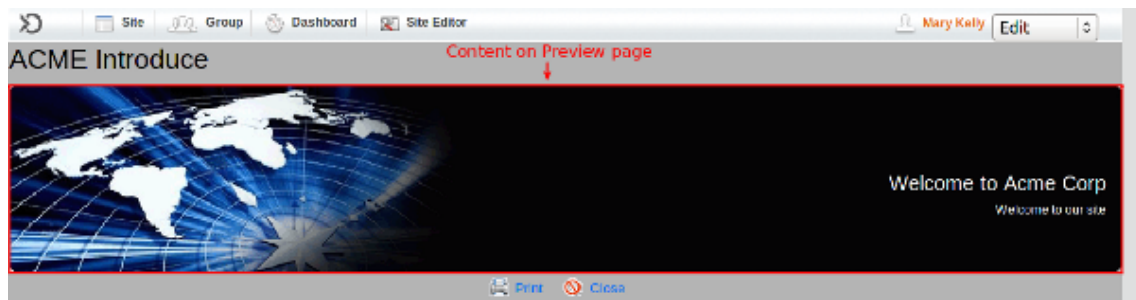 Site Group Dashboard Site Editor Mary Kelly Edit
ACME Introduce
Content on Preview page
Welcome to Acme Corp
Welcome to our site
Print Close